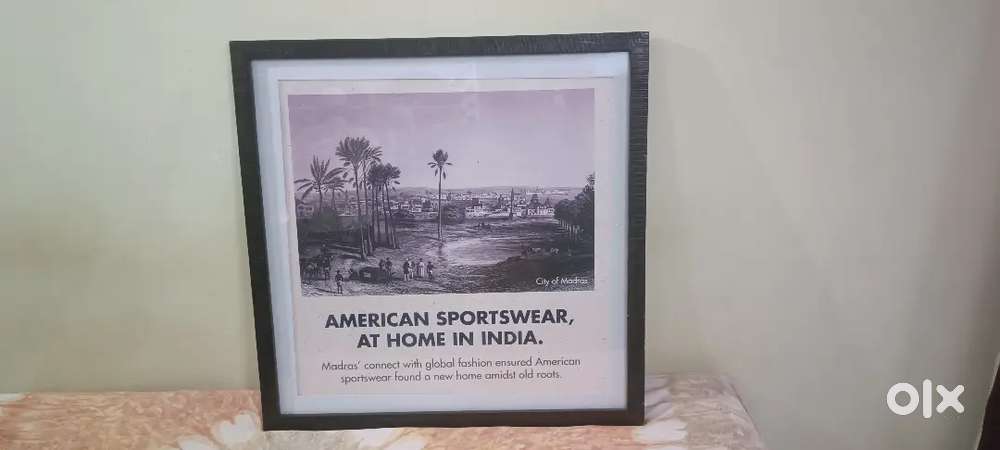 City of Madras
AMERICAN SPORTSWEAR,
AT HOME IN INDIA.
Madras' connect with global fashion ensured American
sportswear found a new home amidst old roots.
olx